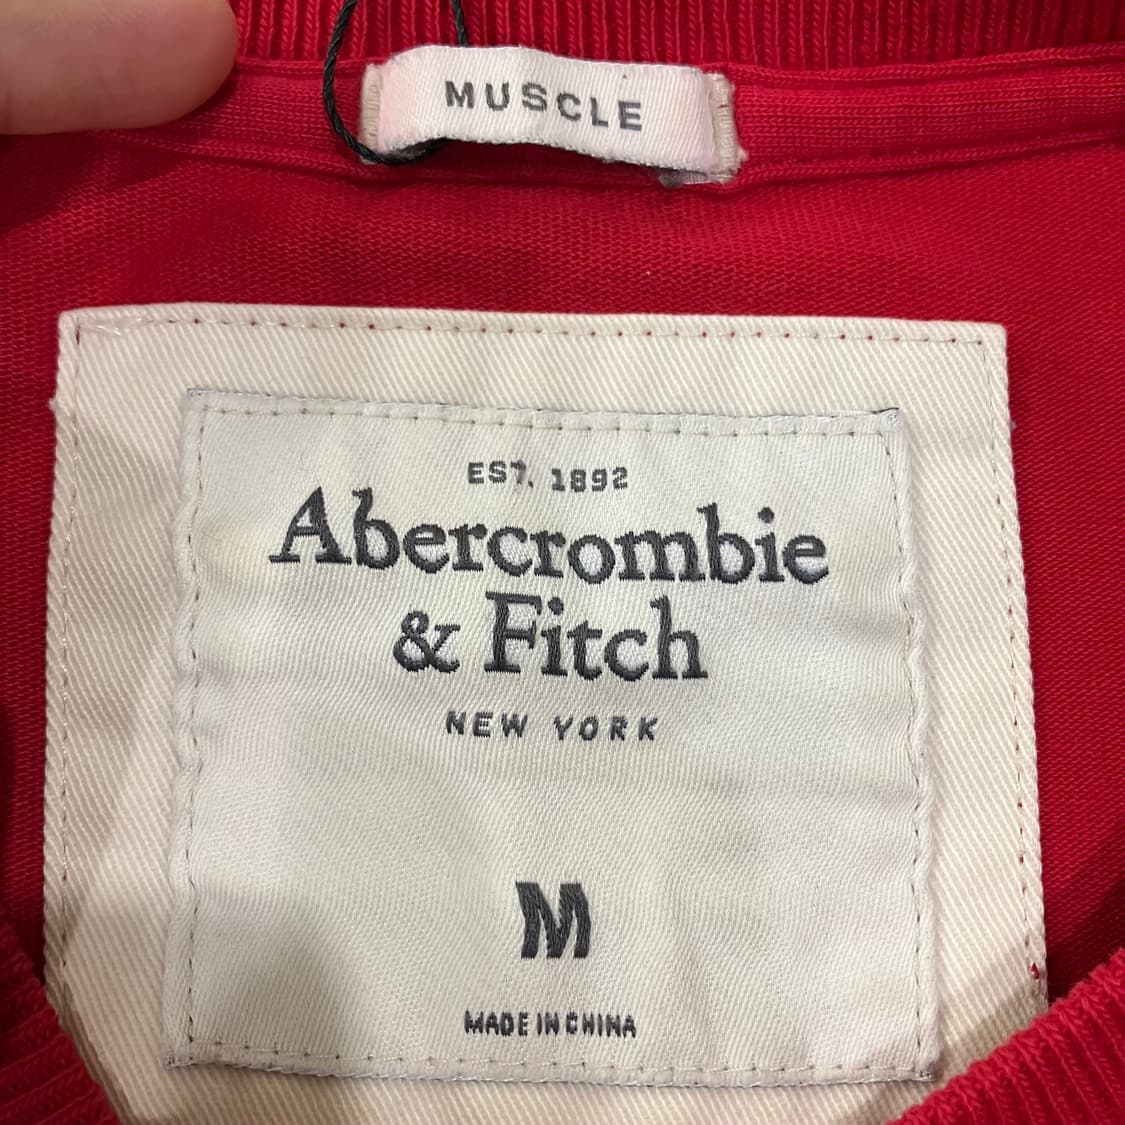 MUSCLE
EST. 1892
Abercrombie
& Fitch
NEW YORK
M
MADE IN CHINA